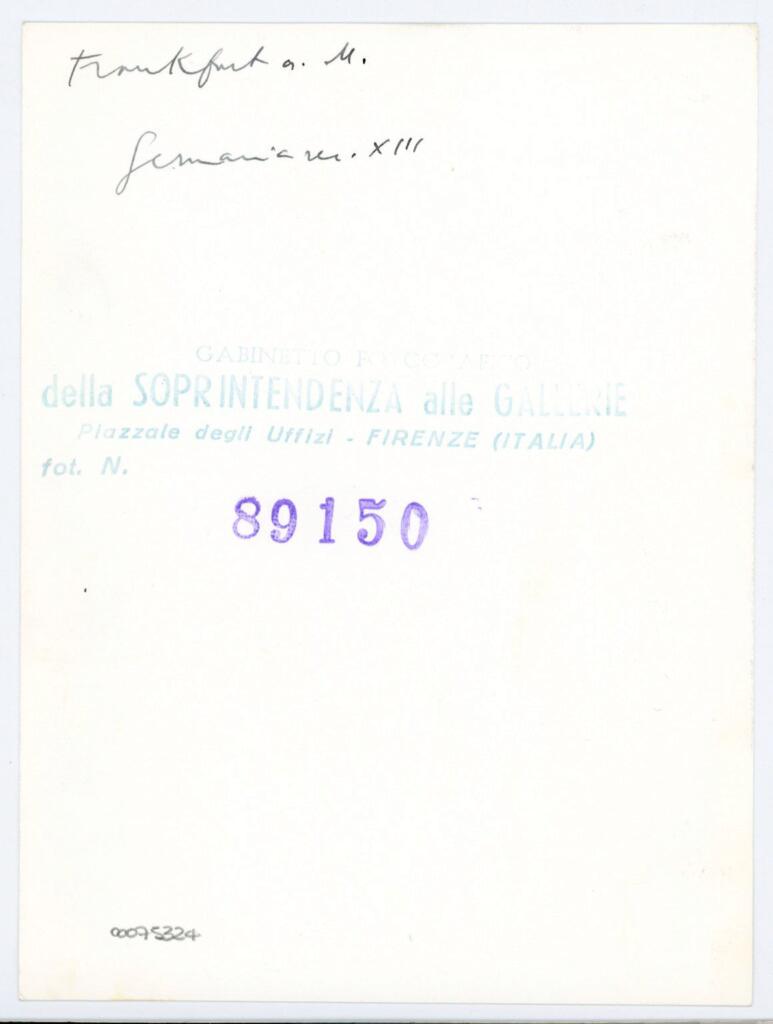 Frankfurt a. M.
Germania sec. XIII
GABINETTO FOTOGRAFICO
della SOPRINTENDENZA alle GALLERIE
Piazzale degli Uffizi - FIRENZE (ITALIA)
fot. N.
89150
00075324